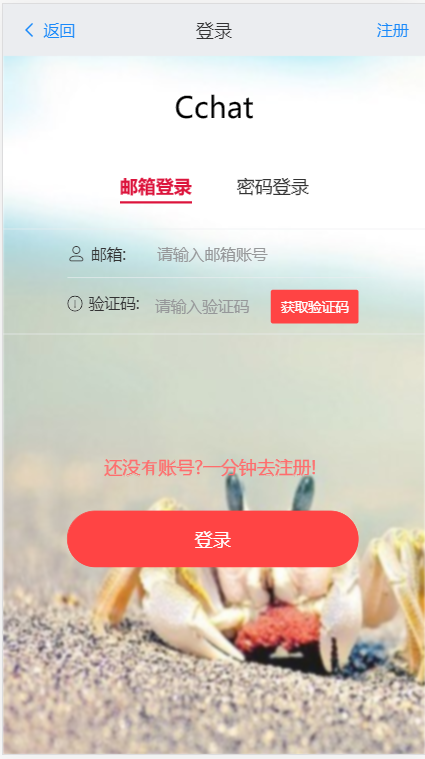 返回 登录 注册
Cchat
邮箱登录 密码登录
邮箱: 请输入邮箱账号
验证码: 请输入验证码 获取验证码
还没有账号?一分钟去注册!
登录